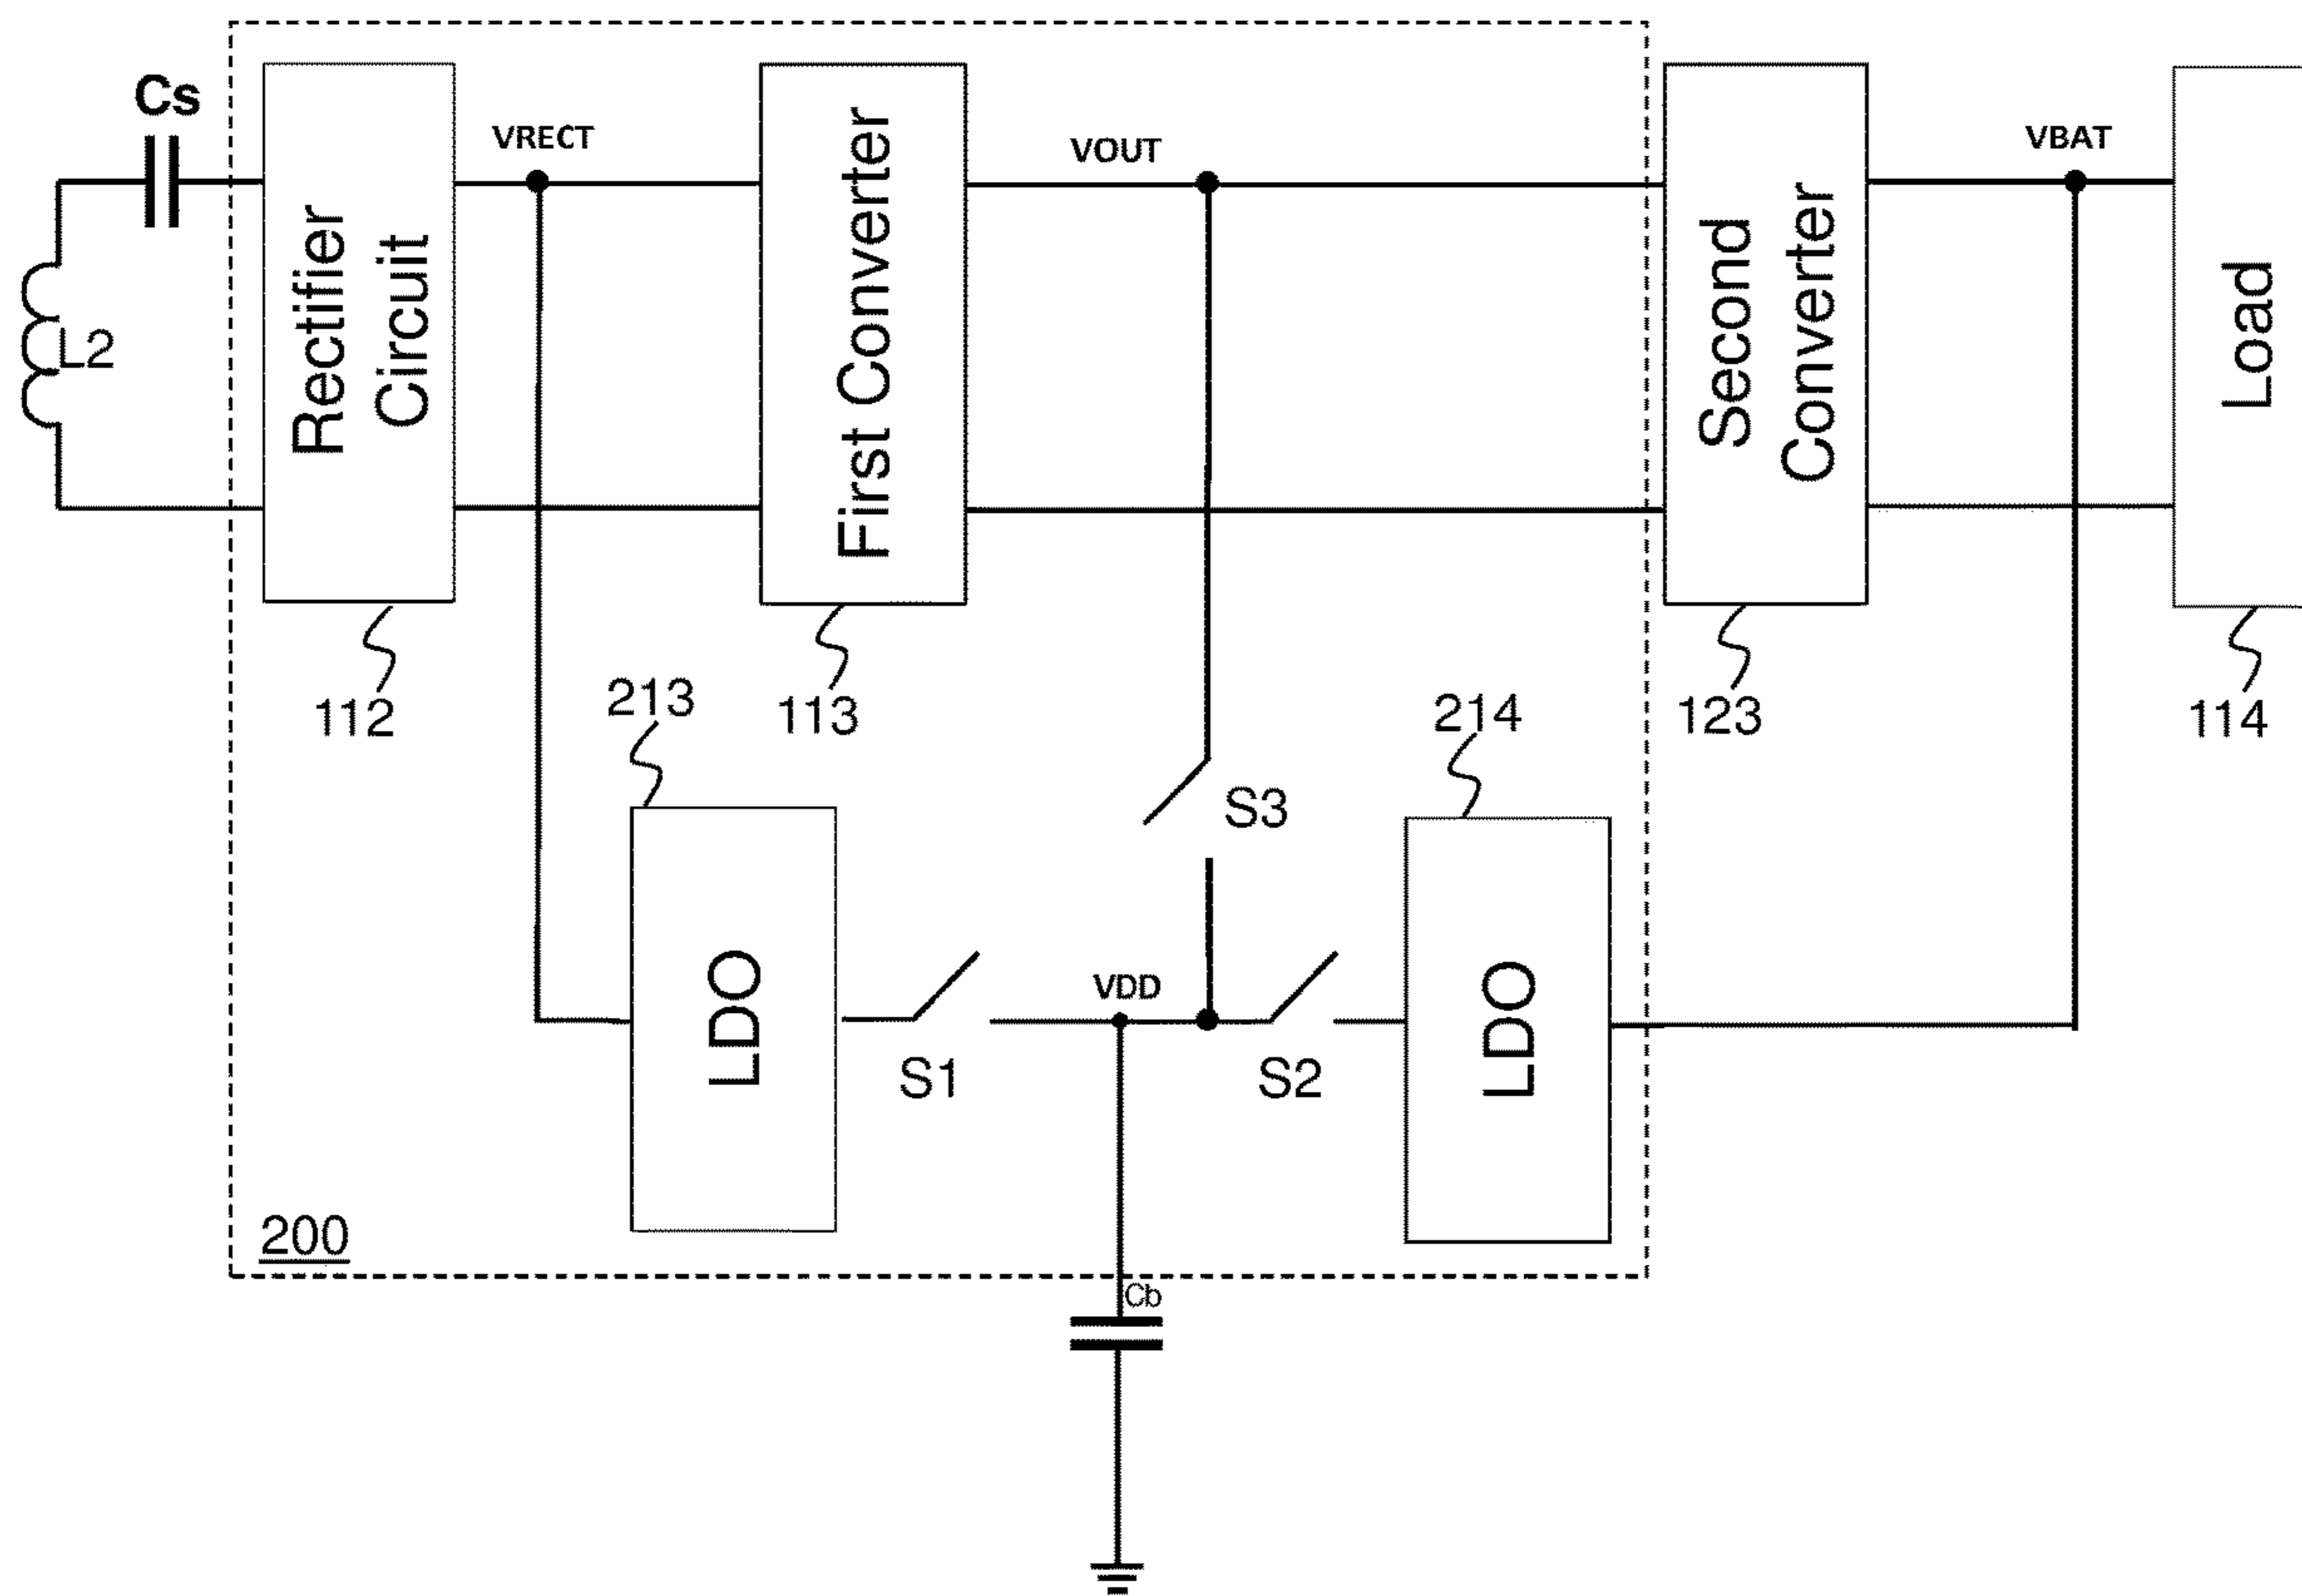 Cs
VRECT
VOUT
VBAT
L2
Rectifier
Circuit
First Converter
Second
Converter
Load
112
213
113
214
123
114
S3
LDO
S1
VDD
S2
LDO
200
Cb